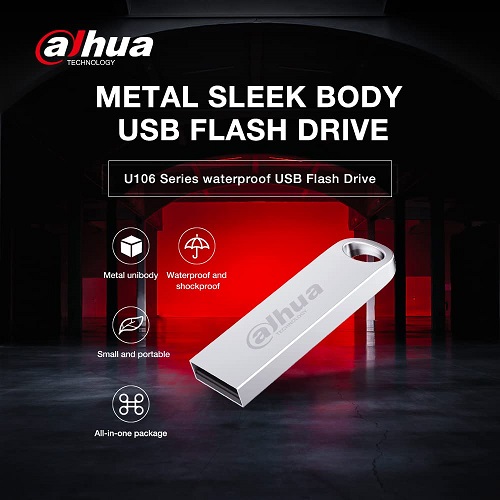 alhua
TECHNOLOGY
METAL SLEEK BODY
USB FLASH DRIVE
U106 Series waterproof USB Flash Drive
Metal unibody
Waterproof and
shockproof
Small and portable
All-in-one package
alhua
TECHNOLOGY